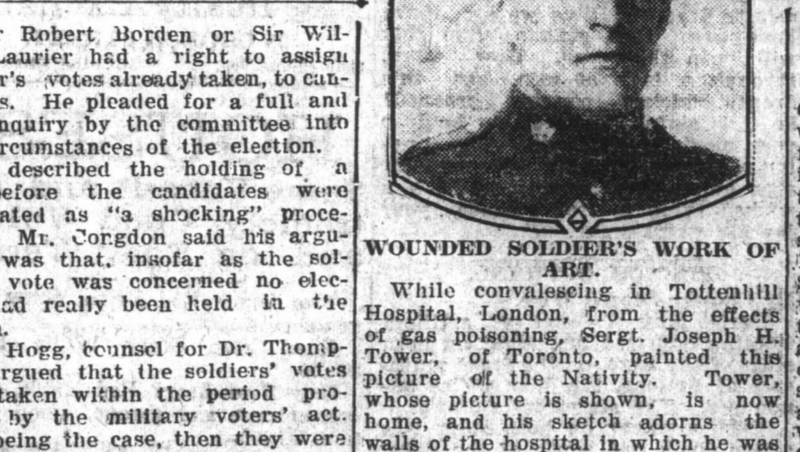 Robert Borden or Sir Wil-
Laurier had a right to assign
r's votes already taken, to can-
s. He pleaded for a full and
nquiry by the committee into
rcumstances of the election.
described the holding of a
efore the candidates were
ated as "a shocking" proce-
Mr. Congdon said his argu-
was that, insofar as the sol-
vote was concerned no elec-
ad really been held in the
Hogg, counsel for Dr. Thomp-
rgued that the soldiers' votes
taken within the period pro-
by the military voters' act.
being the case, then they were
WOUNDED SOLDIER'S WORK OF
ART.
While convalescing in Tottenhill
Hospital, London, from the effects
of gas poisoning, Sergt. Joseph H.
Tower, of Toronto, painted this
picture of the Nativity. Tower,
whose picture is shown, is now
home, and his sketch adorns the
walls of the hospital in which he was